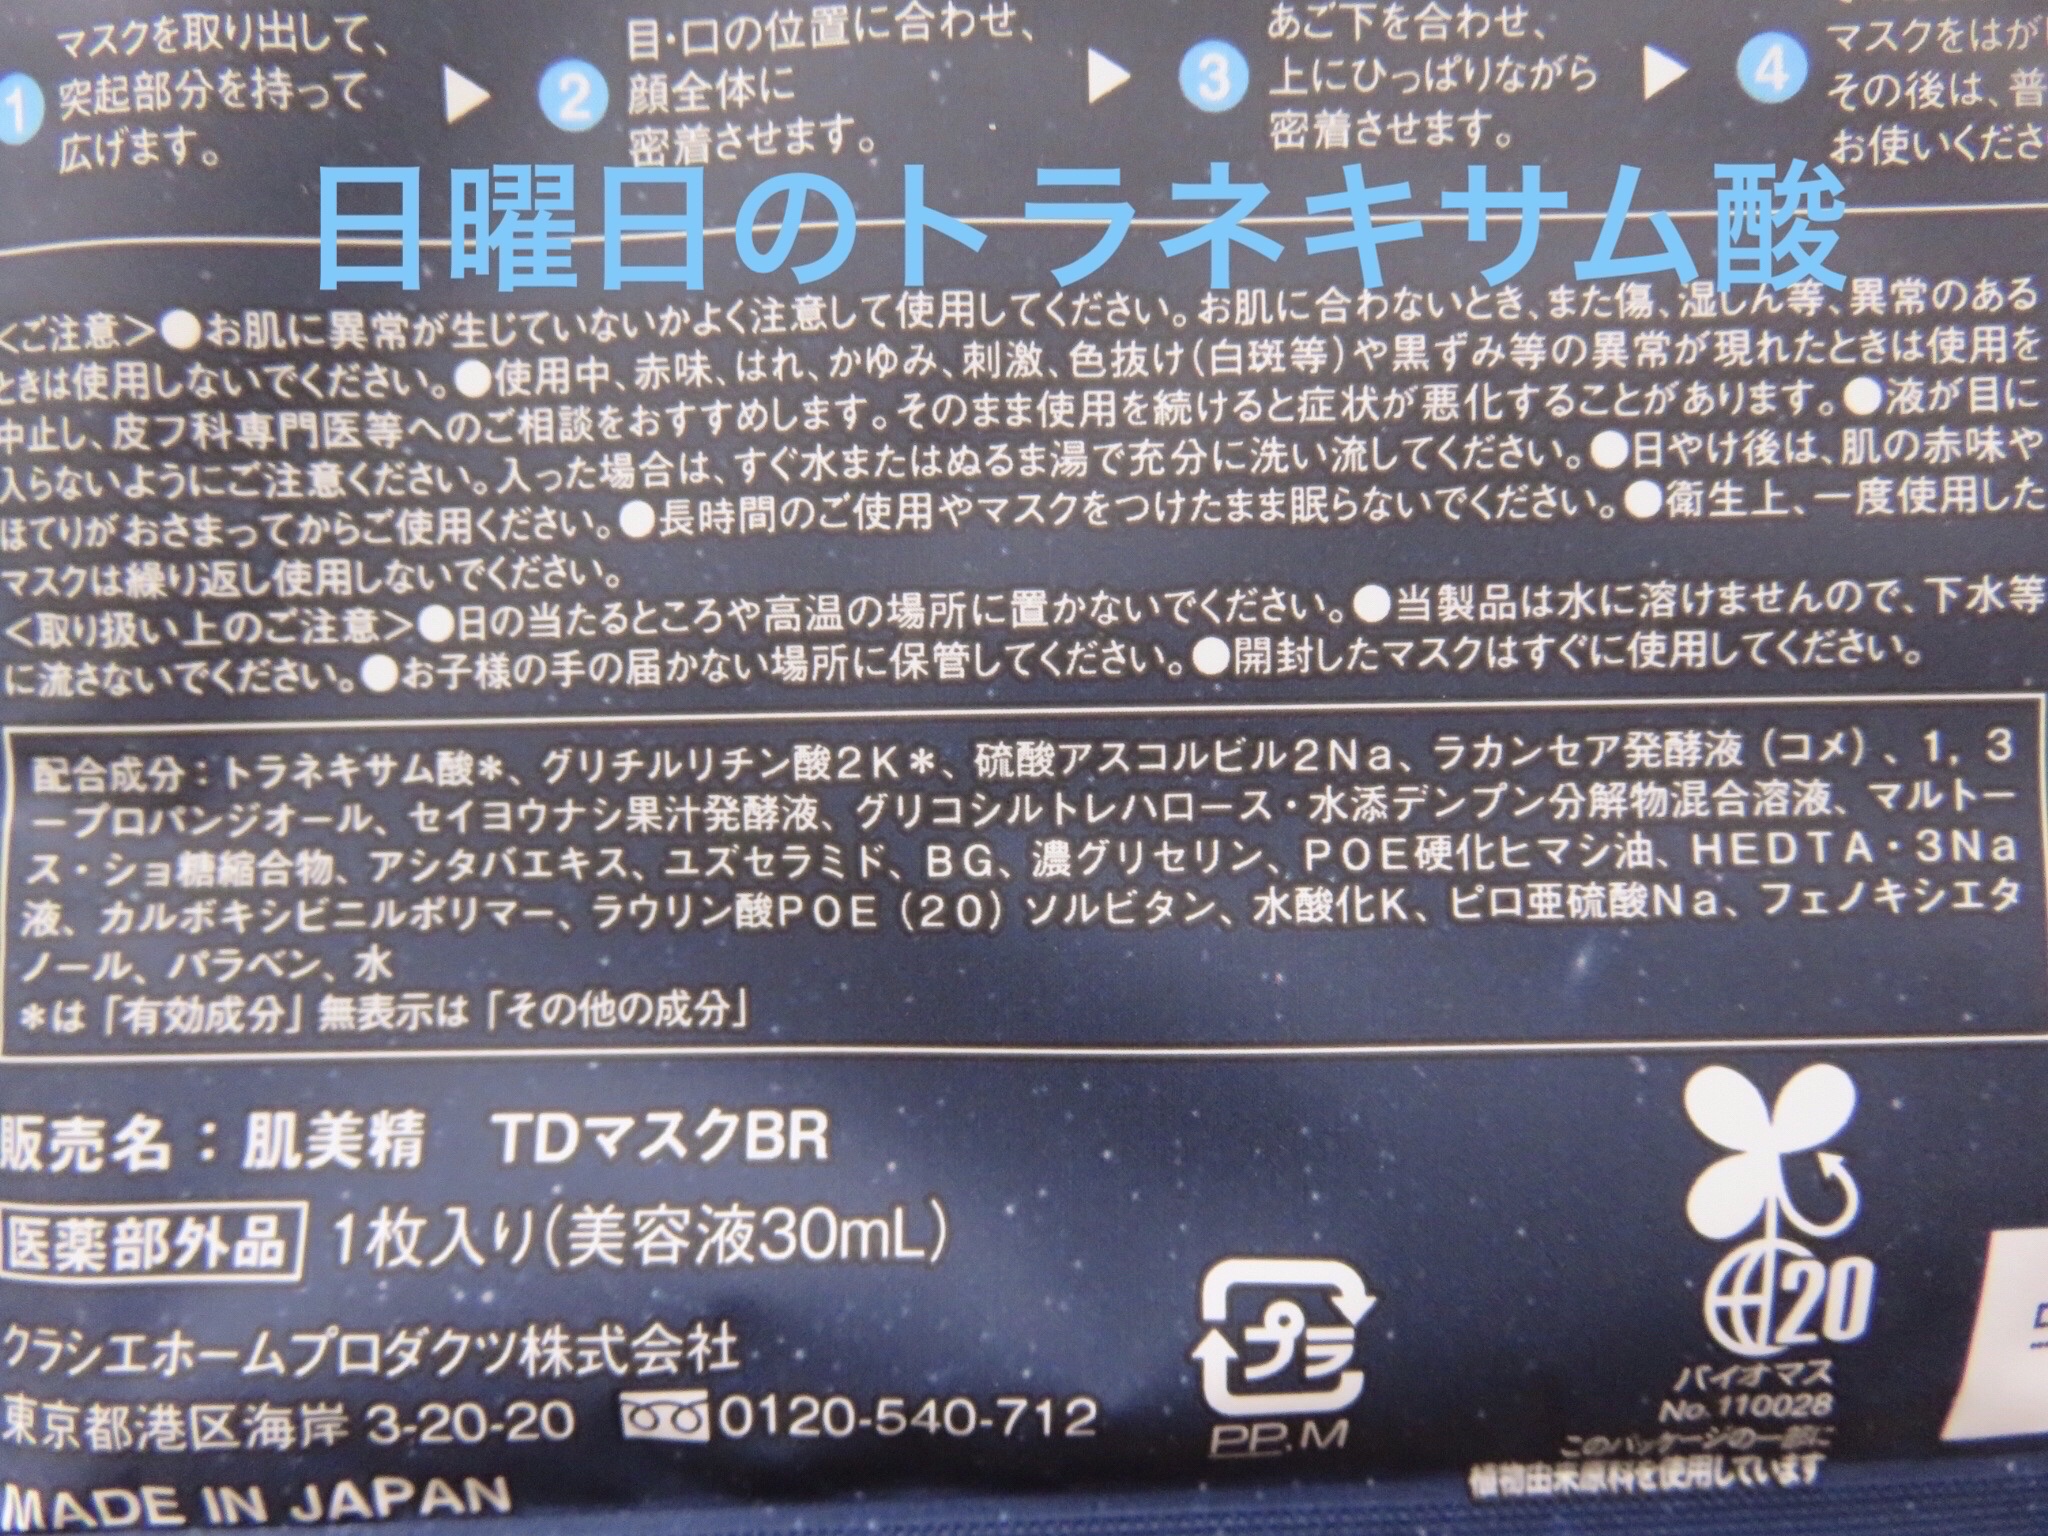 1 マスクを取り出して、
突起部分を持って
広げます。
2 目・口の位置に合わせ、
顔全体に
密着させます。
3 あご下を合わせ、
上にひっぱりながら
密着させます。
4
マスクをはが
その後は、普
お使いくださ
日曜日のトラネキサム酸
<ご注意>●お肌に異常が生じていないかよく注意して使用してください。お肌に合わないとき、また傷、湿しん等、異常のある
ときは使用しないでください。●使用中、赤味、はれ、かゆみ、刺激、色抜け(白斑等)や黒ずみ等の異常が現れたときは使用を
中止し、皮フ科専門医等へのご相談をおすすめします。そのまま使用を続けると症状が悪化することがあります。●液が目に
入らないようにご注意ください。入った場合は、すぐ水またはぬるま湯で充分に洗い流してください。●日やけ後は、肌の赤味や
ほてりがおさまってからご使用ください。●長時間のご使用やマスクをつけたまま眠らないでください。●衛生上、一度使用した
マスクは繰り返し使用しないでください。
<取り扱い上のご注意>●日の当たるところや高温の場所に置かないでください。●当製品は水に溶けませんので、下水等
に流さないでください。●お子様の手の届かない場所に保管してください。●開封したマスクはすぐに使用してください。
配合成分：トラネキサム酸*、グリチルリチン酸2K*、硫酸アスコルビル2Na、ラカンセア発酵液（コメ）、1，3
ープロパンジオール、セイヨウナシ果汁発酵液、グリコシルトレハロース・水添デンプン分解物混合溶液、マルトー
ス・ショ糖縮合物、アシタバエキス、ユズセラミド、BG、濃グリセリン、POE硬化ヒマシ油、HEDTA・3Na
液、カルボキシビニルポリマー、ラウリン酸POE（20）ソルビタン、水酸化K、ピロ亜硫酸Na、フェノキシエタ
ノール、パラベン、水
*は「有効成分」無表示は「その他の成分」
販売名：肌美精 TDマスクBR
医薬部外品 1枚入り(美容液30mL)
クラシエホームプロダクツ株式会社
東京都港区海岸 3-20-20 0120-540-712
MADE IN JAPAN
プラ
PP,M
20
バイオマス
No.110028
このパッケージの一部に
植物由来原料を使用しています